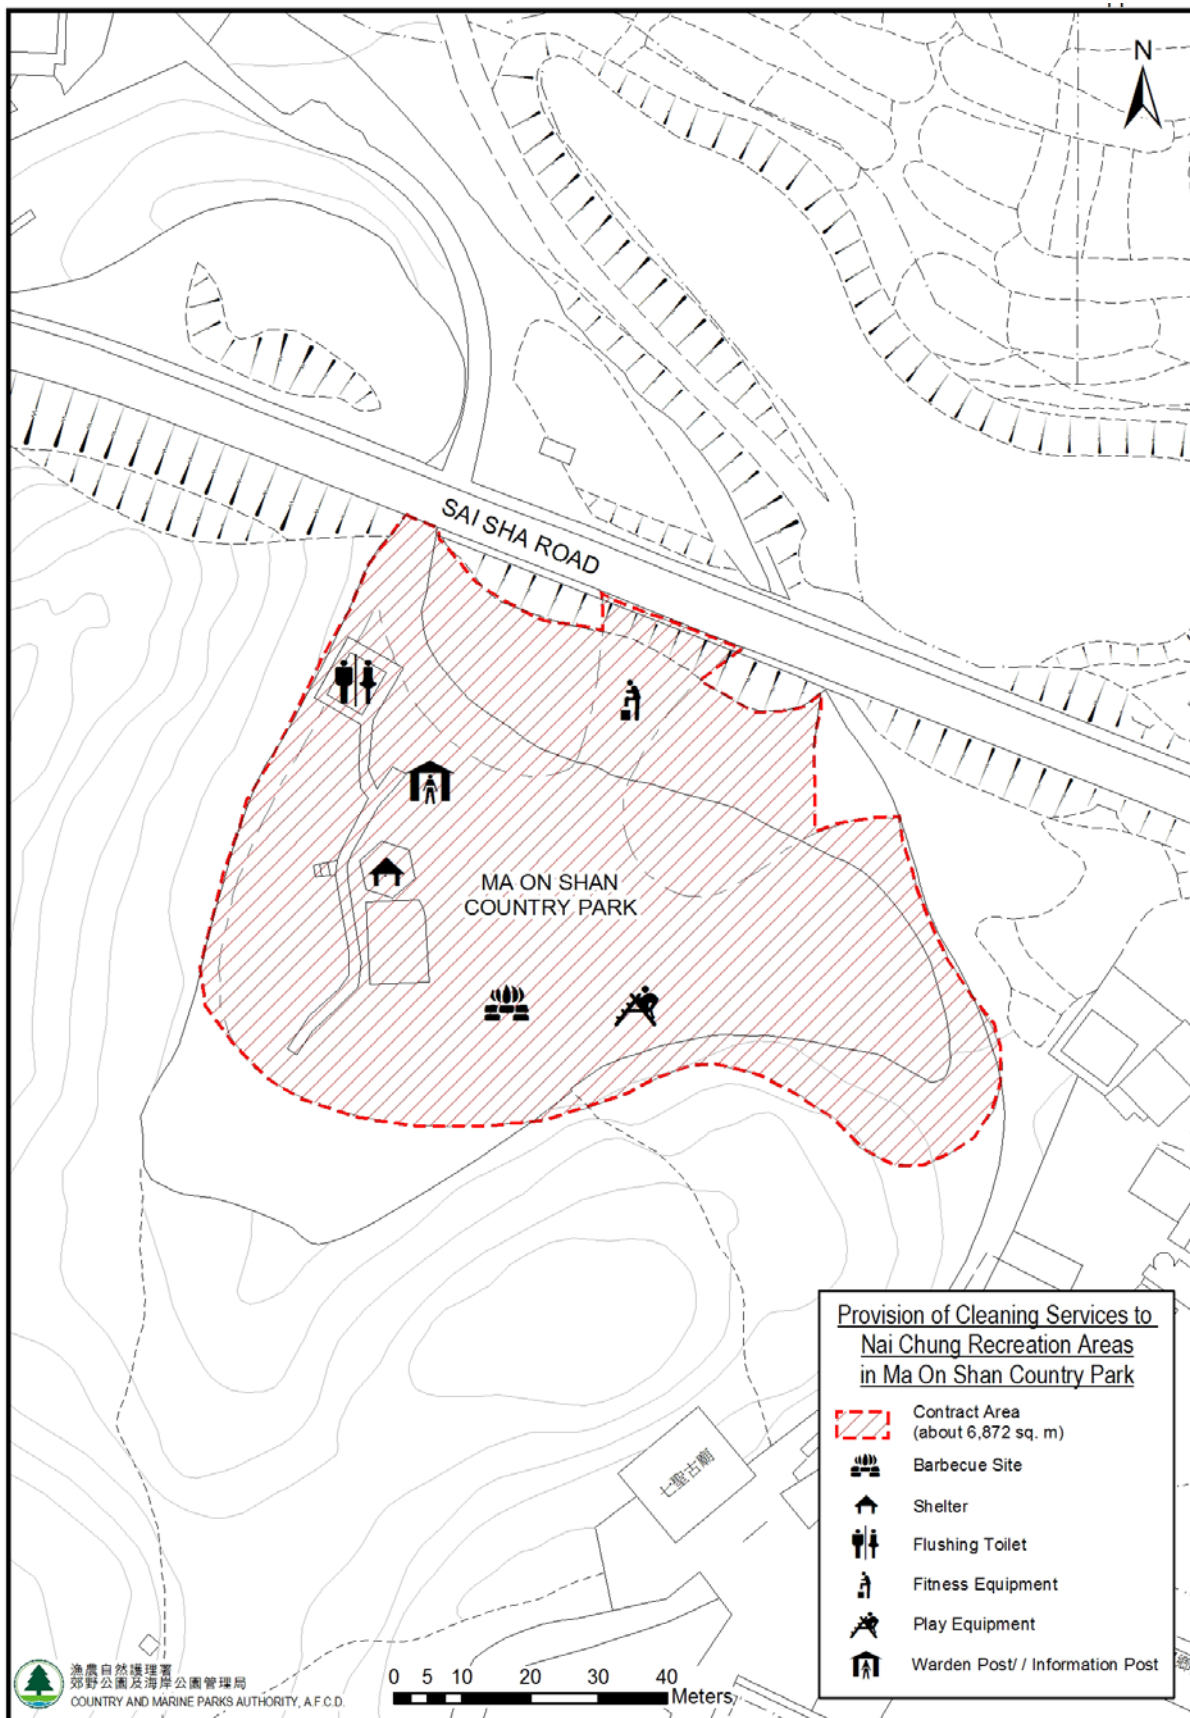 N
SAI SHA ROAD
MA ON SHAN
COUNTRY PARK
Provision of Cleaning Services to
Nai Chung Recreation Areas
in Ma On Shan Country Park
Contract Area
(about 6,872 sq. m)
Barbecue Site
Shelter
Flushing Toilet
Fitness Equipment
Play Equipment
Warden Post/ / Information Post
七聖古廟
漁農自然護理署
郊野公園及海岸公園管理局
COUNTRY AND MARINE PARKS AUTHORITY, A.F.C.D.
0 5 10 20 30 40
Meters